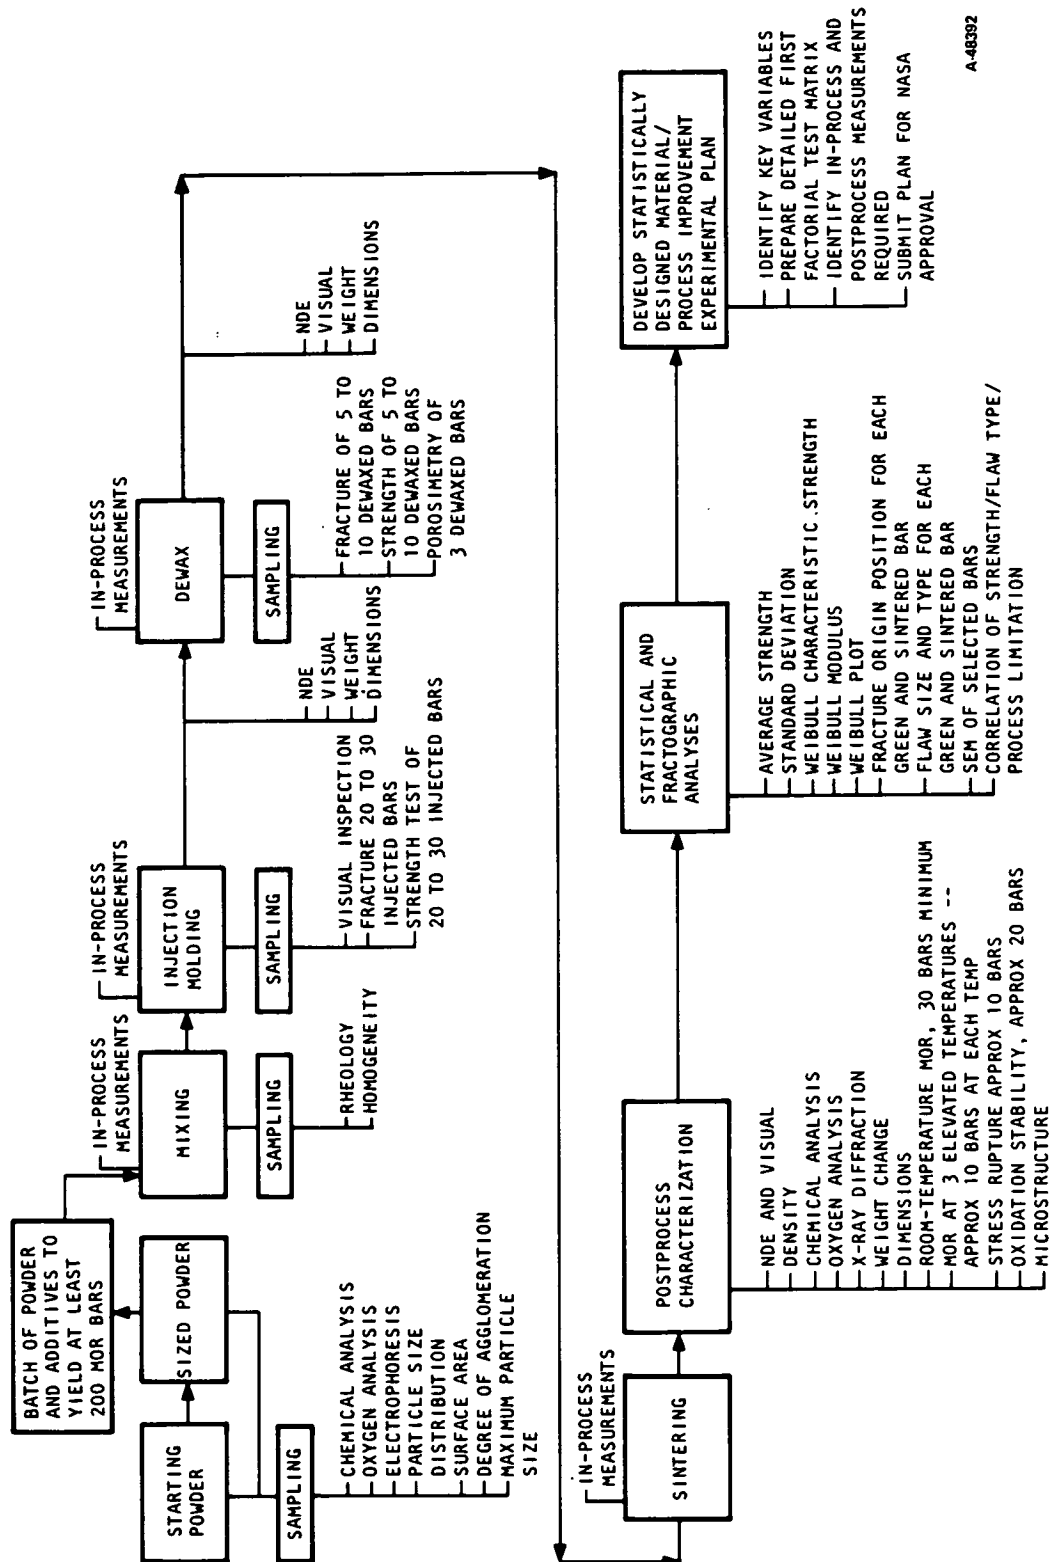 BATCH OF POWDER
AND ADDITIVES TO
YIELD AT LEAST
200 MOR BARS
STARTING
POWDER
SIZED POWDER
SAMPLING
CHEMICAL ANALYSIS
OXYGEN ANALYSIS
ELECTROPHORESIS
PARTICLE SIZE
DISTRIBUTION
SURFACE AREA
DEGREE OF AGGLOMERATION
MAXIMUM PARTICLE
SIZE
IN-PROCESS
MEASUREMENTS
MIXING
SAMPLING
RHEOLOGY
HOMOGENEITY
IN-PROCESS
MEASUREMENTS
INJECTION
MOLDING
SAMPLING
VISUAL INSPECTION
FRACTURE 20 TO 30
INJECTED BARS
STRENGTH TEST OF
20 TO 30 INJECTED BARS
NDE
VISUAL
WEIGHT
DIMENSIONS
IN-PROCESS
MEASUREMENTS
DEWAX
SAMPLING
FRACTURE OF 5 TO
10 DEWAXED BARS
STRENGTH OF 5 TO
10 DEWAXED BARS
POROSIMETRY OF
3 DEWAXED BARS
NDE
VISUAL
WEIGHT
DIMENSIONS
IN-PROCESS
MEASUREMENTS
SINTERING
POSTPROCESS
CHARACTERIZATION
NDE AND VISUAL
DENSITY
CHEMICAL ANALYSIS
OXYGEN ANALYSIS
X-RAY DIFFRACTION
WEIGHT CHANGE
DIMENSIONS
ROOM-TEMPERATURE MOR, 30 BARS MINIMUM
MOR AT 3 ELEVATED TEMPERATURES --
APPROX 10 BARS AT EACH TEMP
STRESS RUPTURE APPROX 10 BARS
OXIDATION STABILITY, APPROX 20 BARS
MICROSTRUCTURE
STATISTICAL AND
FRACTOGRAPHIC
ANALYSES
AVERAGE STRENGTH
STANDARD DEVIATION
WEIBULL CHARACTERISTIC STRENGTH
WEIBULL MODULUS
WEIBULL PLOT
FRACTURE ORIGIN POSITION FOR EACH
GREEN AND SINTERED BAR
FLAW SIZE AND TYPE FOR EACH
GREEN AND SINTERED BAR
SEM OF SELECTED BARS
CORRELATION OF STRENGTH/FLAW TYPE/
PROCESS LIMITATION
DEVELOP STATISTICALLY
DESIGNED MATERIAL/
PROCESS IMPROVEMENT
EXPERIMENTAL PLAN
IDENTIFY KEY VARIABLES
PREPARE DETAILED FIRST
FACTORIAL TEST MATRIX
IDENTIFY IN-PROCESS AND
POSTPROCESS MEASUREMENTS
REQUIRED
SUBMIT PLAN FOR NASA
APPROVAL
A-48392